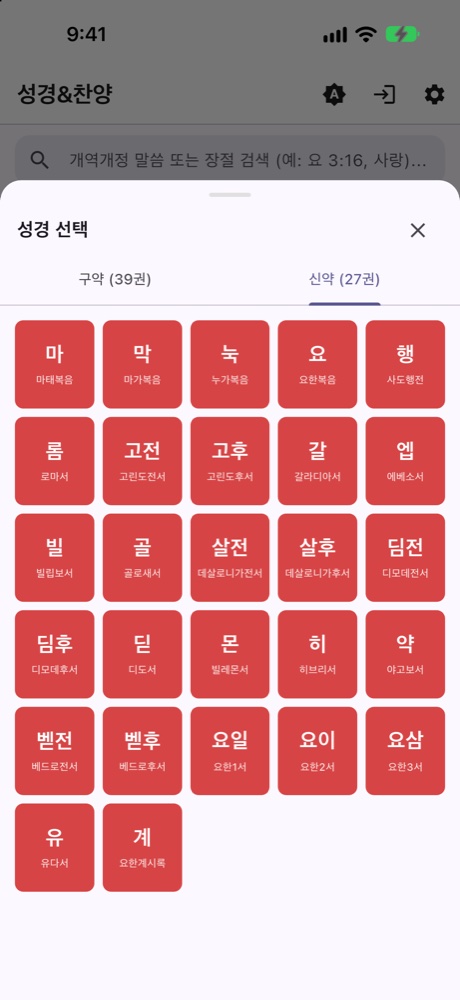 9:41
성경&찬양
A
개역개정 말씀 또는 장절 검색 (예: 요 3:16, 사랑)...
성경 선택
구약 (39권)
신약 (27권)
마
마태복음
막
마가복음
눅
누가복음
요
요한복음
행
사도행전
롬
로마서
고전
고린도전서
고후
고린도후서
갈
갈라디아서
엡
에베소서
빌
빌립보서
골
골로새서
살전
데살로니가전서
살후
데살로니가후서
딤전
디모데전서
딤후
디모데후서
딛
디도서
몬
빌레몬서
히
히브리서
약
야고보서
벧전
베드로전서
벧후
베드로후서
요일
요한1서
요이
요한2서
요삼
요한3서
유
유다서
계
요한계시록